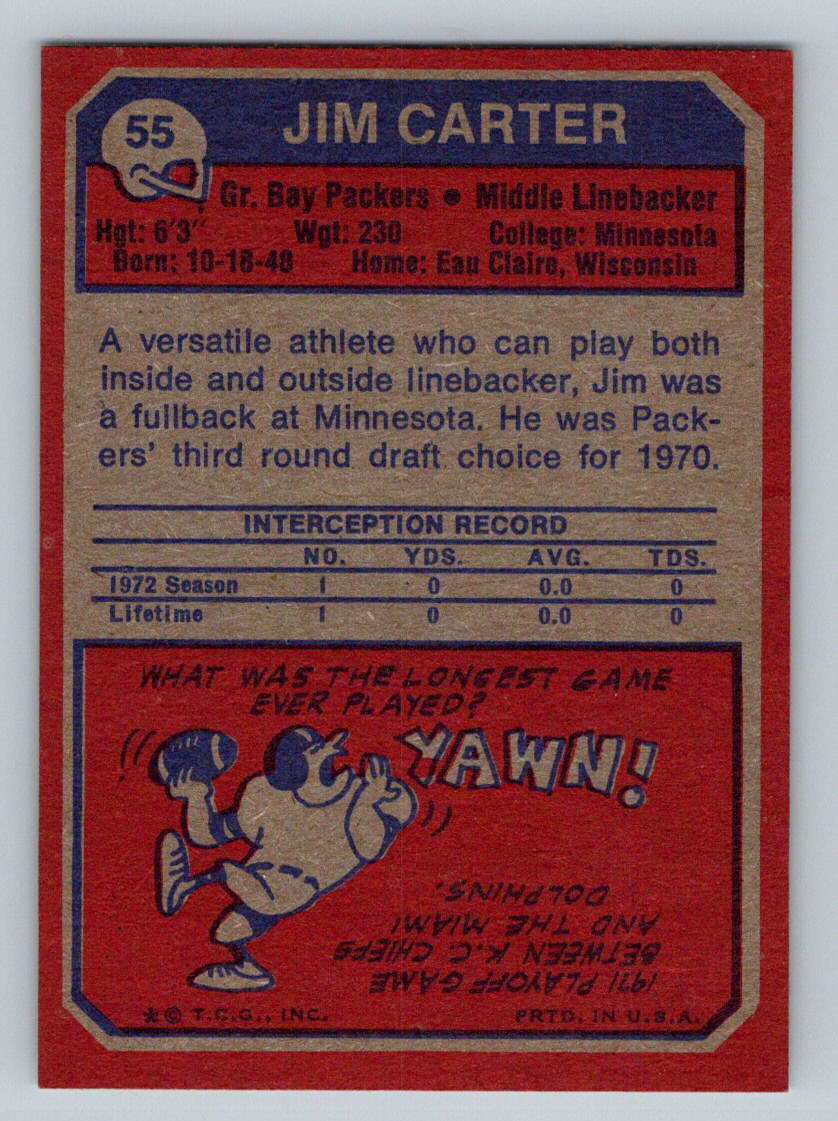 55
JIM CARTER
Gr. Bay Packers • Middle Linebacker
Hgt: 6'3" Wgt: 230 College: Minnesota
Born: 10-18-48 Home: Eau Claire, Wisconsin
A versatile athlete who can play both
inside and outside linebacker, Jim was
a fullback at Minnesota. He was Pack-
ers' third round draft choice for 1970.
INTERCEPTION RECORD
NO. YDS. AVG. TDS.
1972 Season 1 0 0.0 0
Lifetime 1 0 0.0 0
WHAT WAS THE LONGEST GAME
EVER PLAYED?
YAWN!
1971 PLAYOFF GAME
BETWEEN K.C. CHIEFS
AND THE MIAMI
DOLPHINS.
* © T.C.G., INC. PRTD. IN U.S.A.